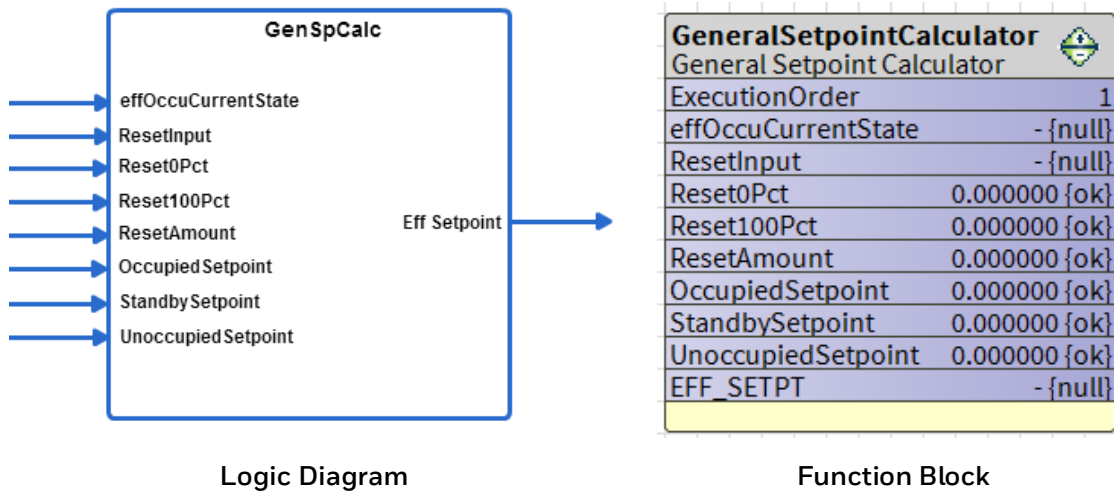 GenSpCalc
effOccuCurrentState
ResetInput
Reset0Pct
Reset100Pct
ResetAmount
Eff Setpoint
OccupiedSetpoint
StandbySetpoint
UnoccupiedSetpoint
Logic Diagram
GeneralSetpointCalculator
General Setpoint Calculator
ExecutionOrder 1
effOccuCurrentState - {null}
ResetInput - {null}
Reset0Pct 0.000000 {ok}
Reset100Pct 0.000000 {ok}
ResetAmount 0.000000 {ok}
OccupiedSetpoint 0.000000 {ok}
StandbySetpoint 0.000000 {ok}
UnoccupiedSetpoint 0.000000 {ok}
EFF_SETPT - {null}
Function Block